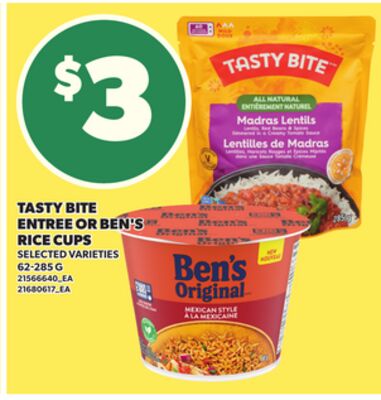 $3
TASTY BITE
ENTREE OR BEN'S
RICE CUPS
SELECTED VARIETIES
62-285 G
21566640_EA
21680617_EA
TASTY BITE
ALL NATURAL
ENTIÈREMENT NATUREL
Madras Lentils
Lentils, Red Beans & Spices
Simmered in a Creamy Tomato Sauce
Lentilles de Madras
Lentilles, Haricots Rouges et Épices Mijotés
dans une Sauce Tomate Crémeuse
285 g
NEW
NOUVEAU
Ben's
Original
MEXICAN STYLE
À LA MEXICAINE